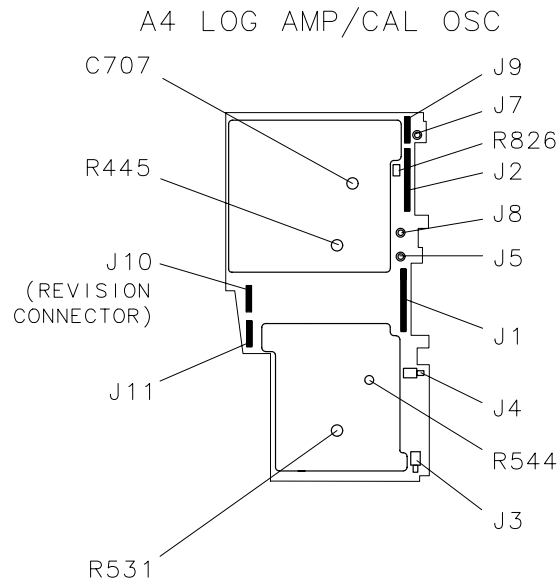 A4 LOG AMP/CAL OSC
C707
J9
J7
R826
R445
J2
J8
J10
(REVISION
CONNECTOR)
J5
J1
J11
J4
R544
J3
R531